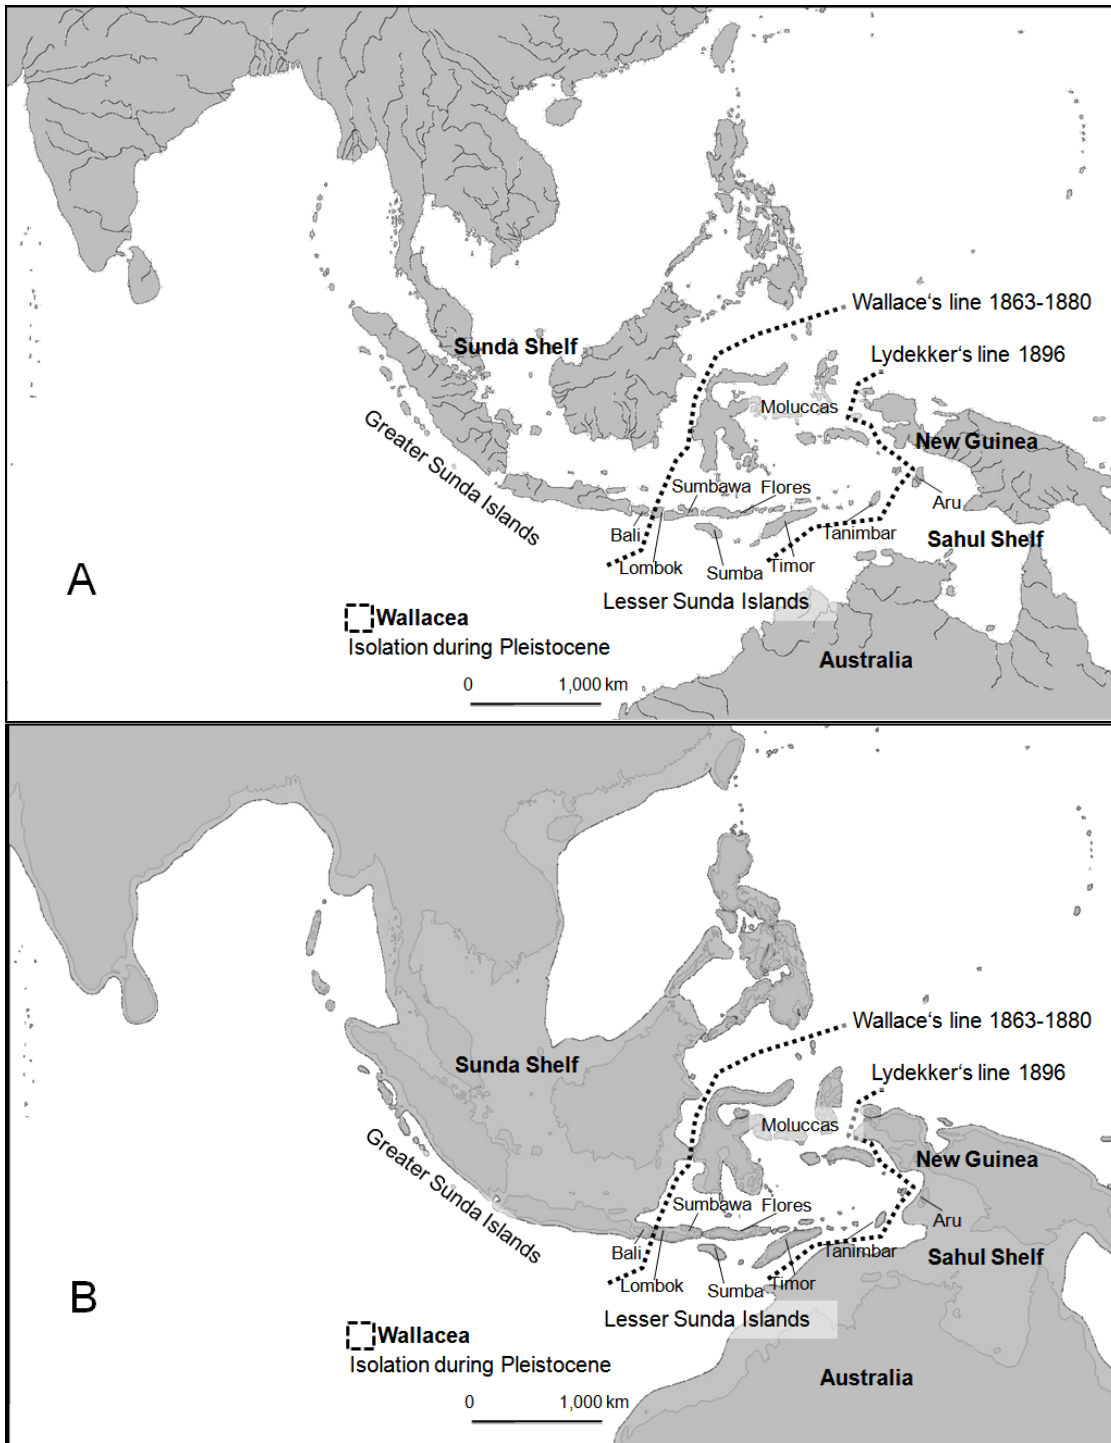 Wallace‘s line 1863-1880
Sunda Shelf
Lydekker‘s line 1896
Moluccas
Greater Sunda Islands
New Guinea
Sumbawa
Flores
Aru
Bali
Tanimbar
Sahul Shelf
Lombok
Sumba
Timor
A
Lesser Sunda Islands
Wallacea
Isolation during Pleistocene
Australia
0 1,000 km
Wallace‘s line 1863-1880
Sunda Shelf
Lydekker‘s line 1896
Moluccas
Greater Sunda Islands
New Guinea
Sumbawa
Flores
Aru
Bali
Tanimbar
Sahul Shelf
Lombok
Sumba
Timor
B
Lesser Sunda Islands
Wallacea
Isolation during Pleistocene
Australia
0 1,000 km